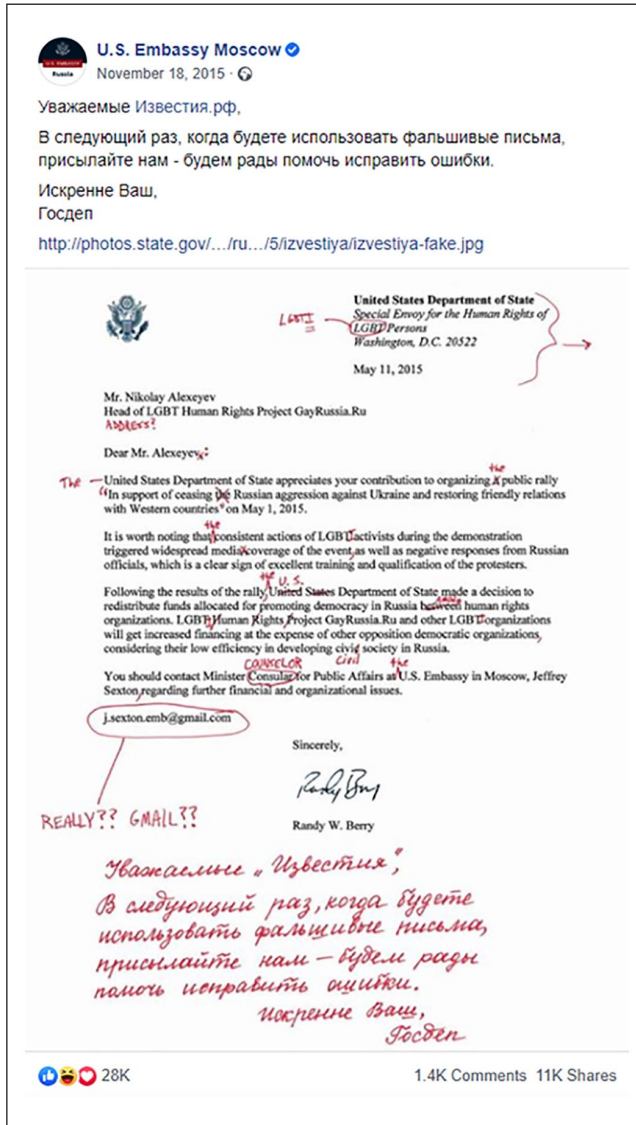 U.S. EMBASSY
Russia
U.S. Embassy Moscow
November 18, 2015 ·
Уважаемые Известия.рф,
В следующий раз, когда будете использовать фальшивые письма,
присылайте нам - будем рады помочь исправить ошибки.
Искренне Ваш,
Госдеп
http://photos.state.gov/…/ru…/5/izvestiya/izvestiya-fake.jpg
United States Department of State
Special Envoy for the Human Rights of
LGBTI
LGBT Persons
Washington, D.C. 20522
May 11, 2015
Mr. Nikolay Alexeyev
Head of LGBT Human Rights Project GayRussia.Ru
ADDRESS?
Dear Mr. Alexeyev,:
the
The United States Department of State appreciates your contribution to organizing a public rally
“In support of ceasing the Russian aggression against Ukraine and restoring friendly relations
with Western countries” on May 1, 2015.
the
It is worth noting that consistent actions of LGBT activists during the demonstration
triggered widespread media coverage of the event, as well as negative responses from Russian
officials, which is a clear sign of excellent training and qualification of the protesters.
the U.S.
Following the results of the rally, United States Department of State made a decision to
among
redistribute funds allocated for promoting democracy in Russia between human rights
organizations. LGBT Human Rights Project GayRussia.Ru and other LGBT organizations
will get increased financing at the expense of other opposition democratic organizations,
considering their low efficiency in developing civic society in Russia.
COUNSELOR civil the
You should contact Minister Consular for Public Affairs at U.S. Embassy in Moscow, Jeffrey
Sexton, regarding further financial and organizational issues.
j.sexton.emb@gmail.com
Sincerely,
Randy W. Berry
REALLY?? GMAIL??
Уважаемые „Известия”,
В следующий раз, когда будете
использовать фальшивые письма,
присылайте нам – будем рады
помочь исправить ошибки.
Искренне Ваш,
Госдеп
28K 1.4K Comments 11K Shares